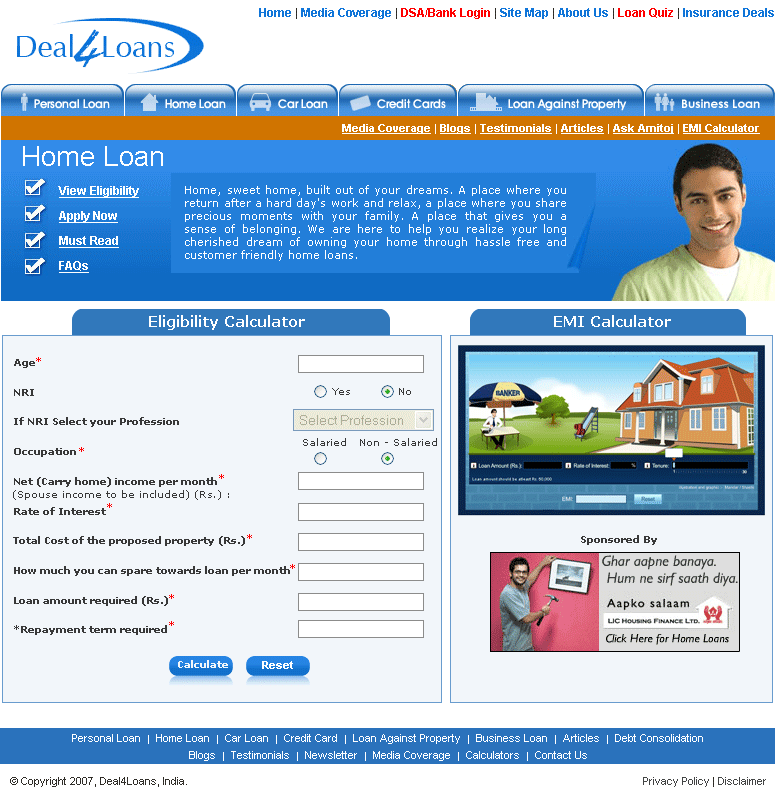 Home | Media Coverage | DSA/Bank Login | Site Map | About Us | Loan Quiz | Insurance Deals
Deal4Loans
Personal Loan Home Loan Car Loan Credit Cards Loan Against Property Business Loan
Media Coverage | Blogs | Testimonials | Articles | Ask Amitoj | EMI Calculator
Home Loan
View Eligibility
Apply Now
Must Read
FAQs
Home, sweet home, built out of your dreams. A place where you
return after a hard day's work and relax, a place where you share
precious moments with your family. A place that gives you a
sense of belonging. We are here to help you realize your long
cherished dream of owning your home through hassle free and
customer friendly home loans.
Eligibility Calculator
Age*
NRI Yes No
If NRI Select your Profession Select Profession
Occupation* Salaried Non - Salaried
Net (Carry home) income per month*
(Spouse income to be included) (Rs.) :
Rate of Interest*
Total Cost of the proposed property (Rs.)*
How much you can spare towards loan per month*
Loan amount required (Rs.)*
*Repayment term required*
Calculate Reset
EMI Calculator
BANKER
Loan Amount (Rs.) Rate of Interest: % Tenure:
Loan amount should be atleast Rs. 50,000
EMI: Reset
Sponsored By
Ghar aapne banaya.
Hum ne sirf saath diya.
Aapko salaam
LIC HOUSING FINANCE LTD.
Click Here for Home Loans
Personal Loan | Home Loan | Car Loan | Credit Card | Loan Against Property | Business Loan | Articles | Debt Consolidation
Blogs | Testimonials | Newsletter | Media Coverage | Calculators | Contact Us
© Copyright 2007, Deal4Loans, India.
Privacy Policy | Disclaimer